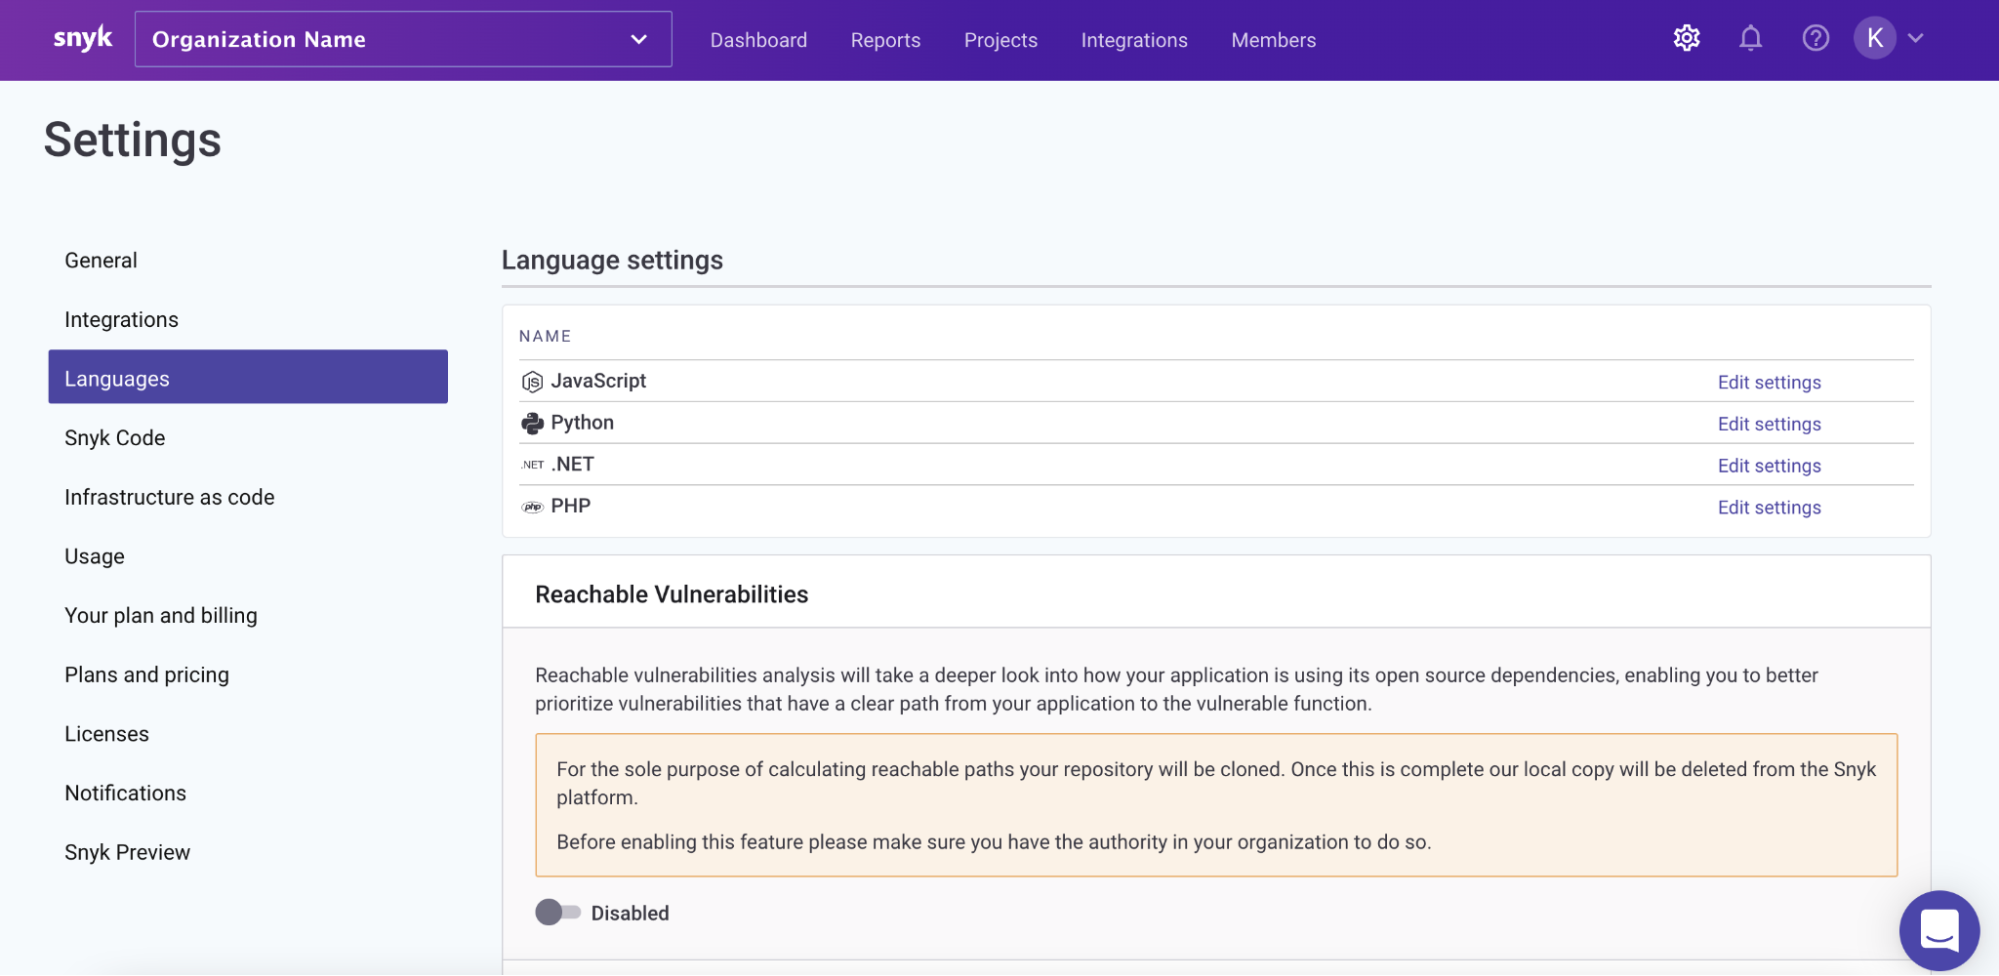 snyk
Organization Name
Dashboard
Reports
Projects
Integrations
Members
K
Settings
General
Integrations
Languages
Snyk Code
Infrastructure as code
Usage
Your plan and billing
Plans and pricing
Licenses
Notifications
Snyk Preview
Language settings
NAME
JS JavaScript Edit settings
Python Edit settings
.NET .NET Edit settings
php PHP Edit settings
Reachable Vulnerabilities
Reachable vulnerabilities analysis will take a deeper look into how your application is using its open source dependencies, enabling you to better
prioritize vulnerabilities that have a clear path from your application to the vulnerable function.
For the sole purpose of calculating reachable paths your repository will be cloned. Once this is complete our local copy will be deleted from the Snyk
platform.
Before enabling this feature please make sure you have the authority in your organization to do so.
Disabled